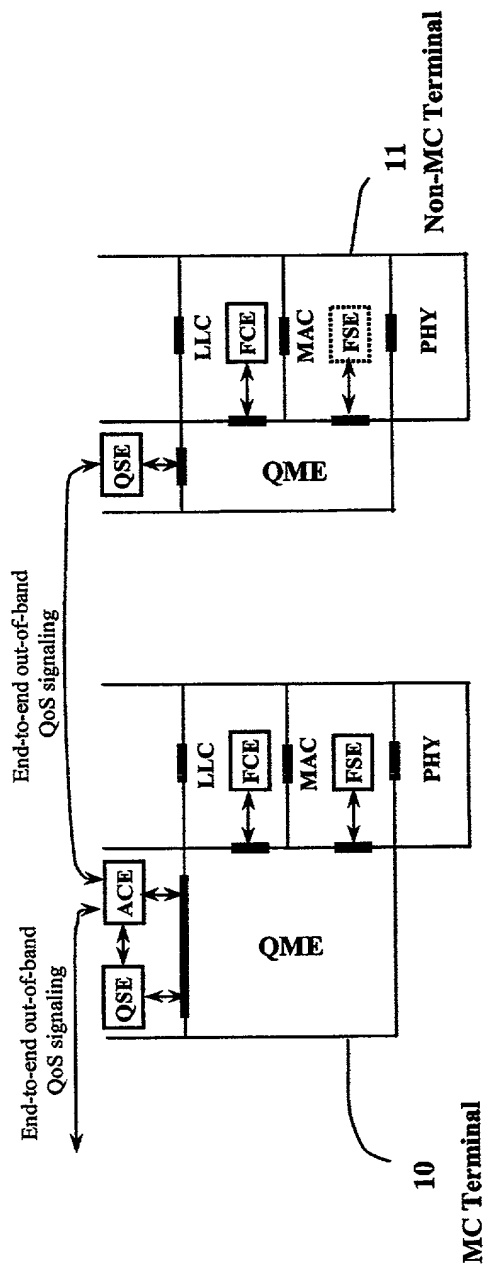 End-to-end out-of-band
QoS signaling
End-to-end out-of-band
QoS signaling
QSE
ACE
LLC
FCE
QME
MAC
FSE
PHY
10
MC Terminal
QSE
LLC
FCE
QME
MAC
FSE
PHY
11
Non-MC Terminal